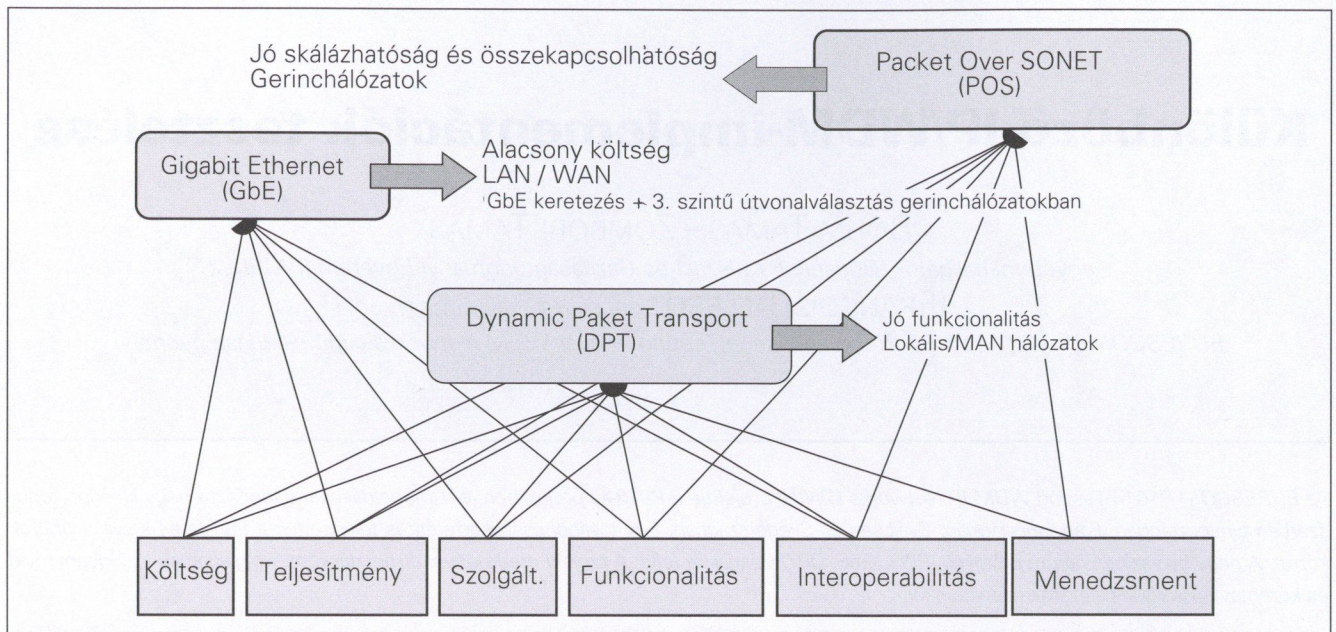 Jó skálázhatóság és összekapcsolhatóság
Gerinchálózatok
Packet Over SONET
(POS)
Gigabit Ethernet
(GbE)
Alacsony költség
LAN / WAN
GbE keretezés + 3. szintű útvonalválasztás gerinchálózatokban
Dynamic Paket Transport
(DPT)
Jó funkcionalitás
Lokális/MAN hálózatok
Költség
Teljesítmény
Szolgált.
Funkcionalitás
Interoperabilitás
Menedzsment